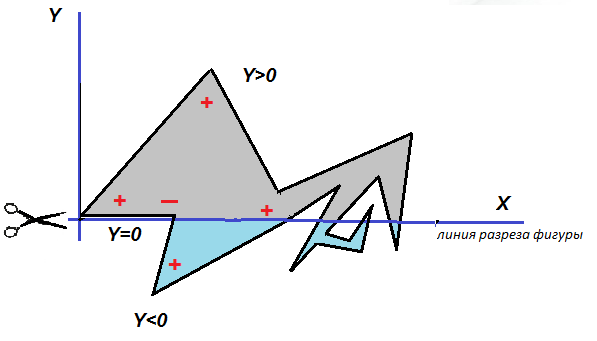 Y
Y>0
+
+
−
+
X
Y=0
линия разреза фигуры
+
Y<0